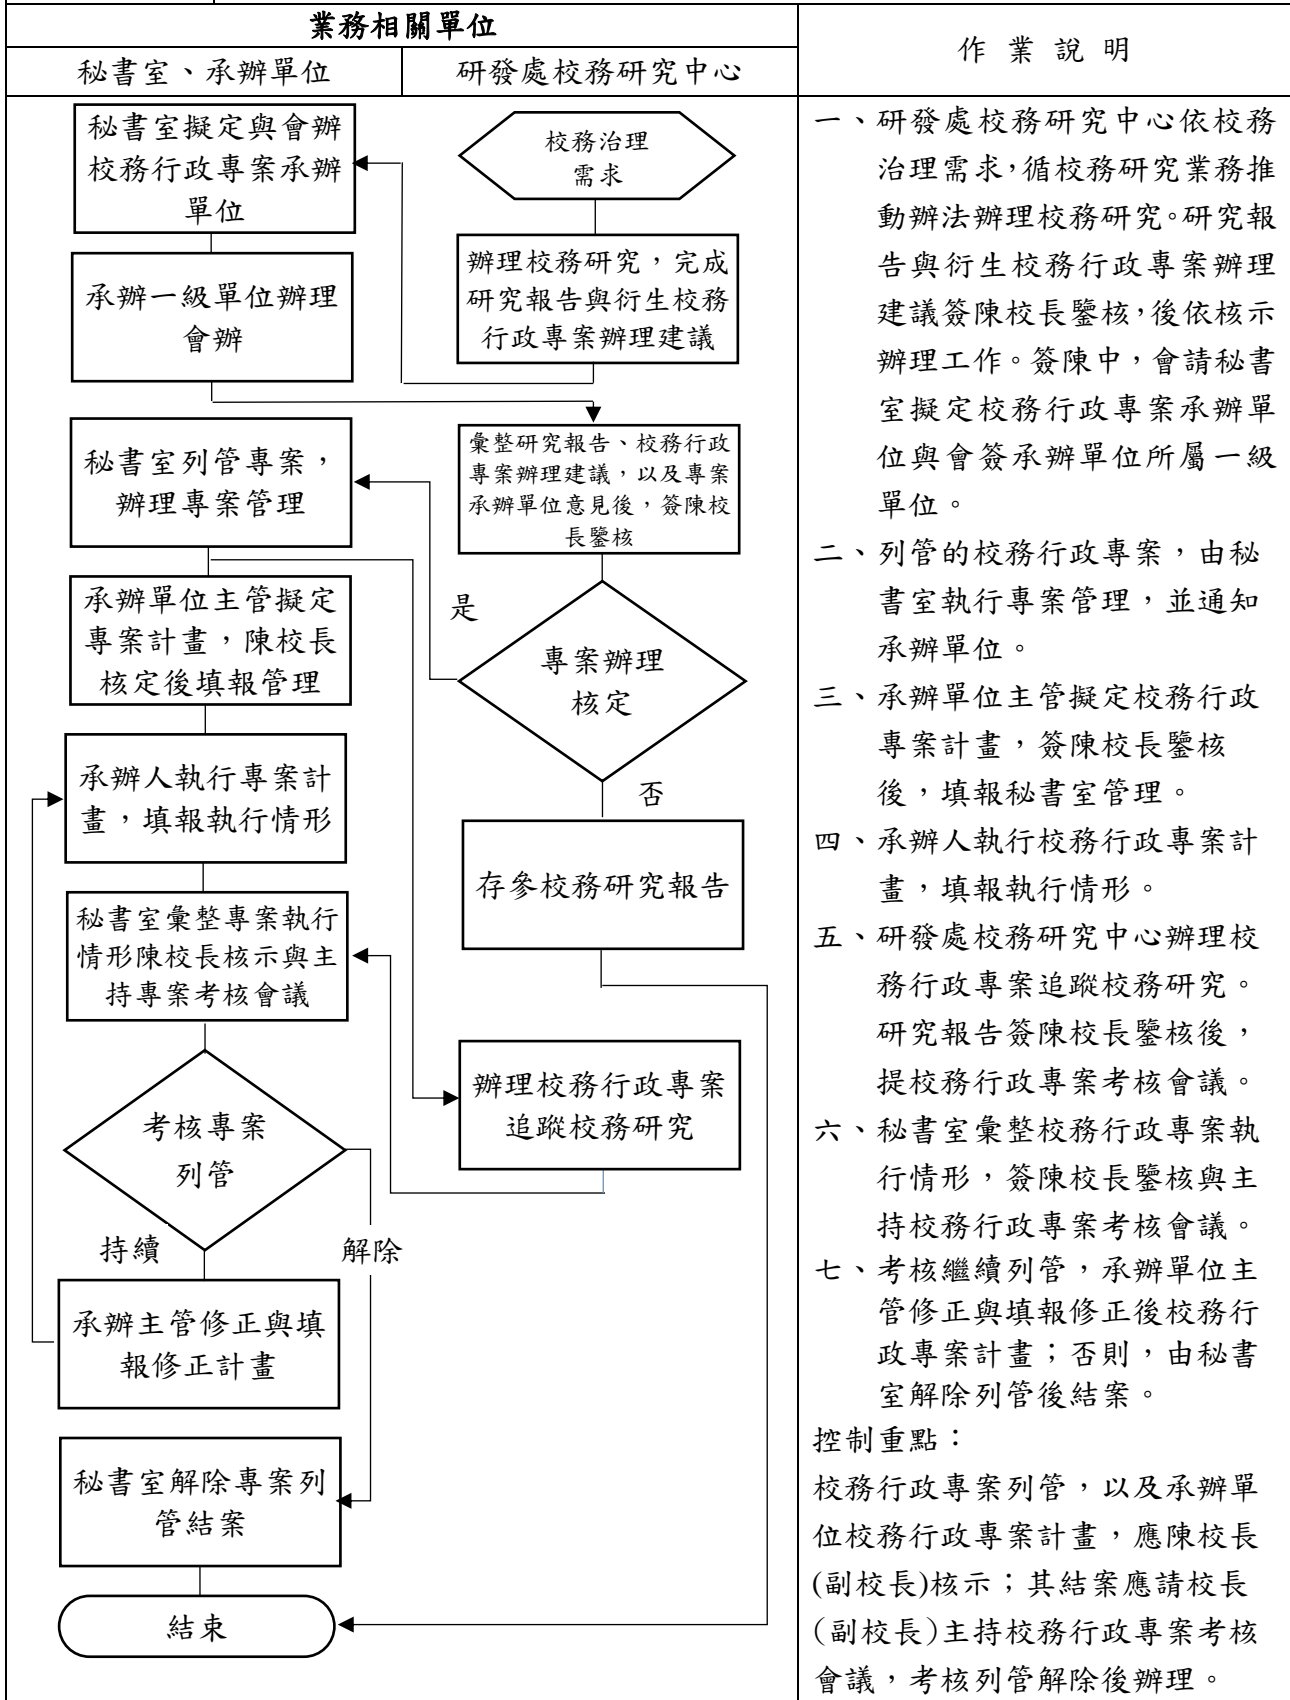 業務相關單位
作業說明
秘書室、承辦單位
研發處校務研究中心
秘書室擬定與會辦
校務行政專案承辦
單位
校務治理
需求
承辦一級單位辦理
會辦
辦理校務研究，完成
研究報告與衍生校務
行政專案辦理建議
秘書室列管專案，
辦理專案管理
彙整研究報告、校務行政
專案辦理建議，以及專案
承辦單位意見後，簽陳校
長鑒核
承辦單位主管擬定
專案計畫，陳校長
核定後填報管理
是
專案辦理
核定
否
承辦人執行專案計
畫，填報執行情形
存參校務研究報告
秘書室彙整專案執行
情形陳校長核示與主
持專案考核會議
辦理校務行政專案
追蹤校務研究
考核專案
列管
持續
解除
承辦主管修正與填
報修正計畫
秘書室解除專案列
管結案
結束
一、研發處校務研究中心依校務
治理需求，循校務研究業務推
動辦法辦理校務研究。研究報
告與衍生校務行政專案辦理
建議簽陳校長鑒核，後依核示
辦理工作。簽陳中，會請秘書
室擬定校務行政專案承辦單
位與會簽承辦單位所屬一級
單位。
二、列管的校務行政專案，由秘
書室執行專案管理，並通知
承辦單位。
三、承辦單位主管擬定校務行政
專案計畫，簽陳校長鑒核
後，填報秘書室管理。
四、承辦人執行校務行政專案計
畫，填報執行情形。
五、研發處校務研究中心辦理校
務行政專案追蹤校務研究。
研究報告簽陳校長鑒核後，
提校務行政專案考核會議。
六、秘書室彙整校務行政專案執
行情形，簽陳校長鑒核與主
持校務行政專案考核會議。
七、考核繼續列管，承辦單位主
管修正與填報修正後校務行
政專案計畫；否則，由秘書
室解除列管後結案。
控制重點：
校務行政專案列管，以及承辦單
位校務行政專案計畫，應陳校長
(副校長)核示；其結案應請校長
(副校長)主持校務行政專案考核
會議，考核列管解除後辦理。